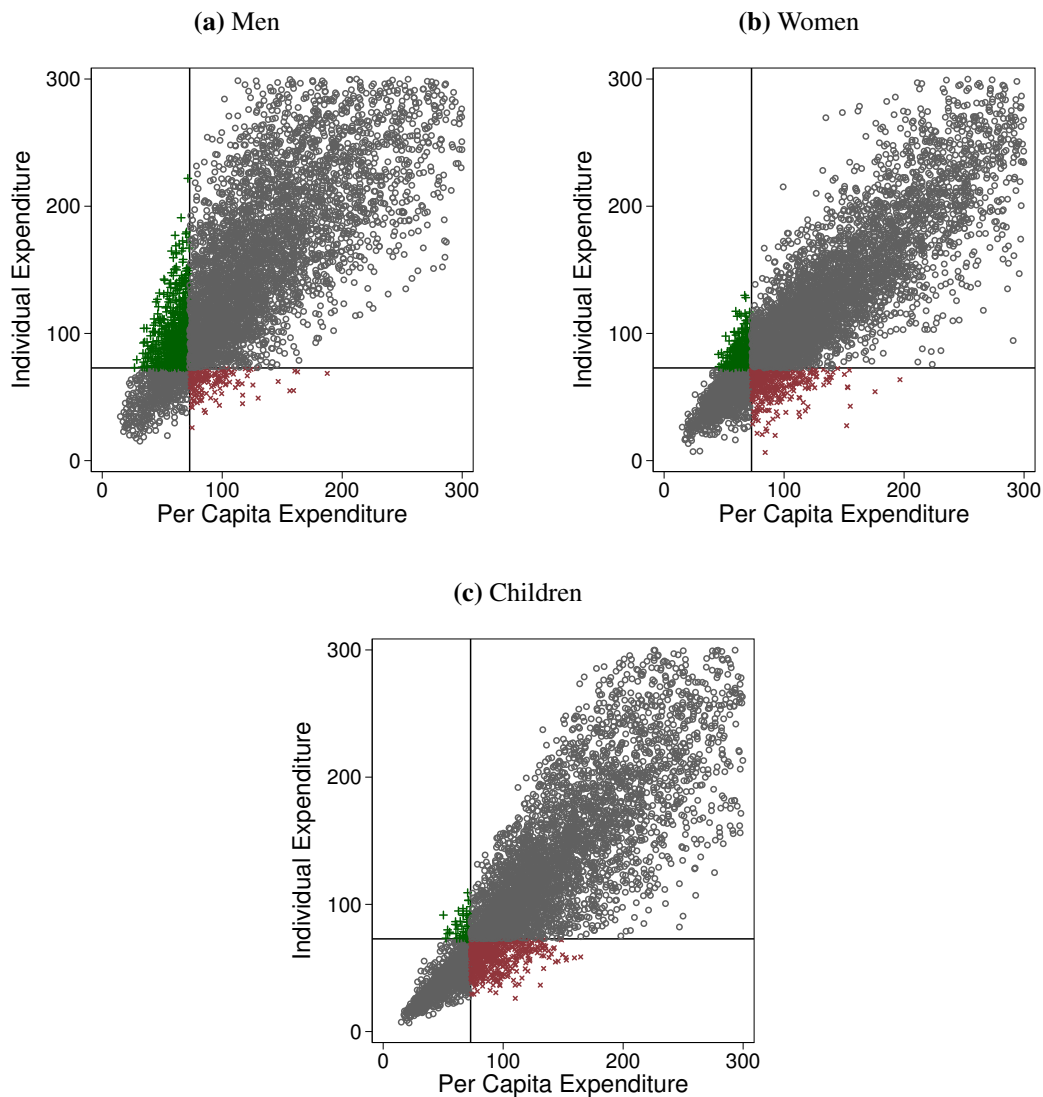 (a) Men
300
200
100
0
Individual Expenditure
0 100 200 300
Per Capita Expenditure
(b) Women
300
200
100
0
Individual Expenditure
0 100 200 300
Per Capita Expenditure
(c) Children
300
200
100
0
Individual Expenditure
0 100 200 300
Per Capita Expenditure